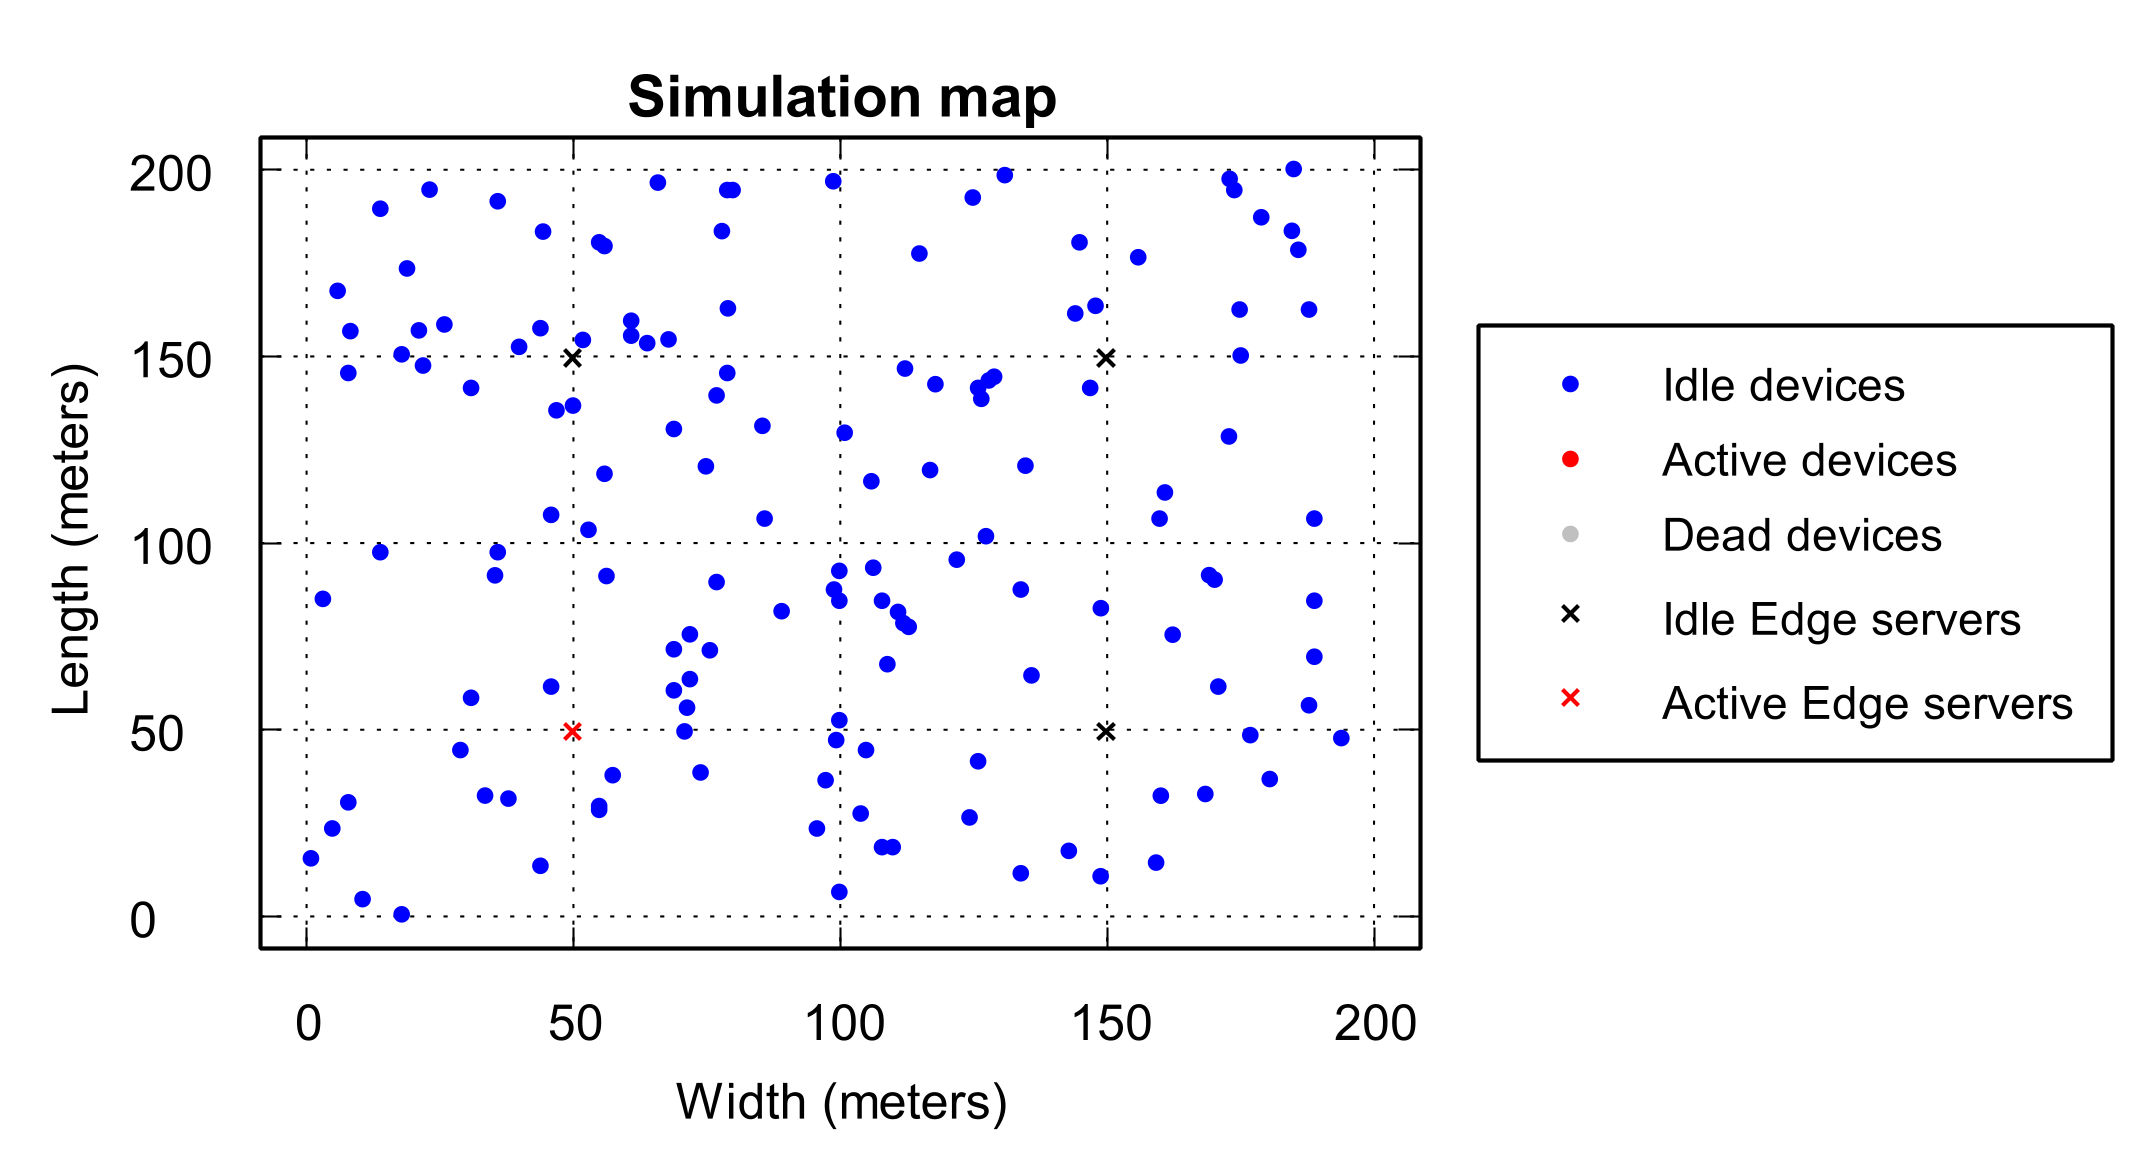 Simulation map
200
150
100
50
0
Length (meters)
0 50 100 150 200
Width (meters)
Idle devices
Active devices
Dead devices
Idle Edge servers
Active Edge servers